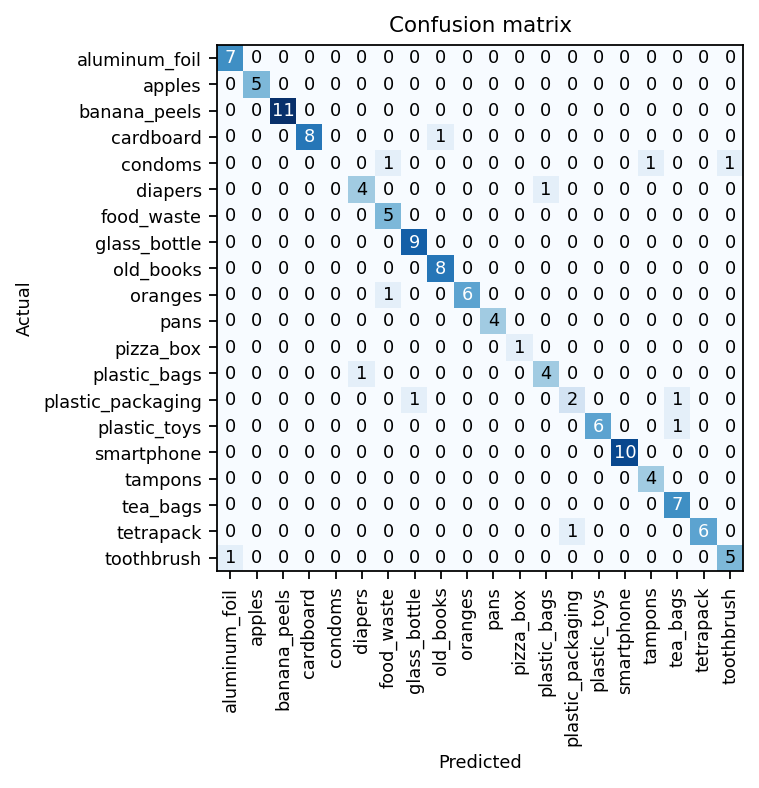 Confusion matrix
aluminum_foil 7 0 0 0 0 0 0 0 0 0 0 0 0 0 0 0 0 0 0 0
apples 0 5 0 0 0 0 0 0 0 0 0 0 0 0 0 0 0 0 0 0
banana_peels 0 0 11 0 0 0 0 0 0 0 0 0 0 0 0 0 0 0 0 0
cardboard 0 0 0 8 0 0 0 0 1 0 0 0 0 0 0 0 0 0 0 0
condoms 0 0 0 0 0 0 1 0 0 0 0 0 0 0 0 0 1 0 0 1
diapers 0 0 0 0 0 4 0 0 0 0 0 0 1 0 0 0 0 0 0 0
food_waste 0 0 0 0 0 0 5 0 0 0 0 0 0 0 0 0 0 0 0 0
glass_bottle 0 0 0 0 0 0 0 9 0 0 0 0 0 0 0 0 0 0 0 0
old_books 0 0 0 0 0 0 0 0 8 0 0 0 0 0 0 0 0 0 0 0
oranges 0 0 0 0 0 0 1 0 0 6 0 0 0 0 0 0 0 0 0 0
pans 0 0 0 0 0 0 0 0 0 0 4 0 0 0 0 0 0 0 0 0
pizza_box 0 0 0 0 0 0 0 0 0 0 0 1 0 0 0 0 0 0 0 0
plastic_bags 0 0 0 0 0 1 0 0 0 0 0 0 4 0 0 0 0 0 0 0
plastic_packaging 0 0 0 0 0 0 0 1 0 0 0 0 0 2 0 0 0 1 0 0
plastic_toys 0 0 0 0 0 0 0 0 0 0 0 0 0 0 6 0 0 1 0 0
smartphone 0 0 0 0 0 0 0 0 0 0 0 0 0 0 0 10 0 0 0 0
tampons 0 0 0 0 0 0 0 0 0 0 0 0 0 0 0 0 4 0 0 0
tea_bags 0 0 0 0 0 0 0 0 0 0 0 0 0 0 0 0 0 7 0 0
tetrapack 0 0 0 0 0 0 0 0 0 0 0 0 0 1 0 0 0 0 6 0
toothbrush 1 0 0 0 0 0 0 0 0 0 0 0 0 0 0 0 0 0 0 5
Actual
aluminum_foil
apples
banana_peels
cardboard
condoms
diapers
food_waste
glass_bottle
old_books
oranges
pans
pizza_box
plastic_bags
plastic_packaging
plastic_toys
smartphone
tampons
tea_bags
tetrapack
toothbrush
Predicted